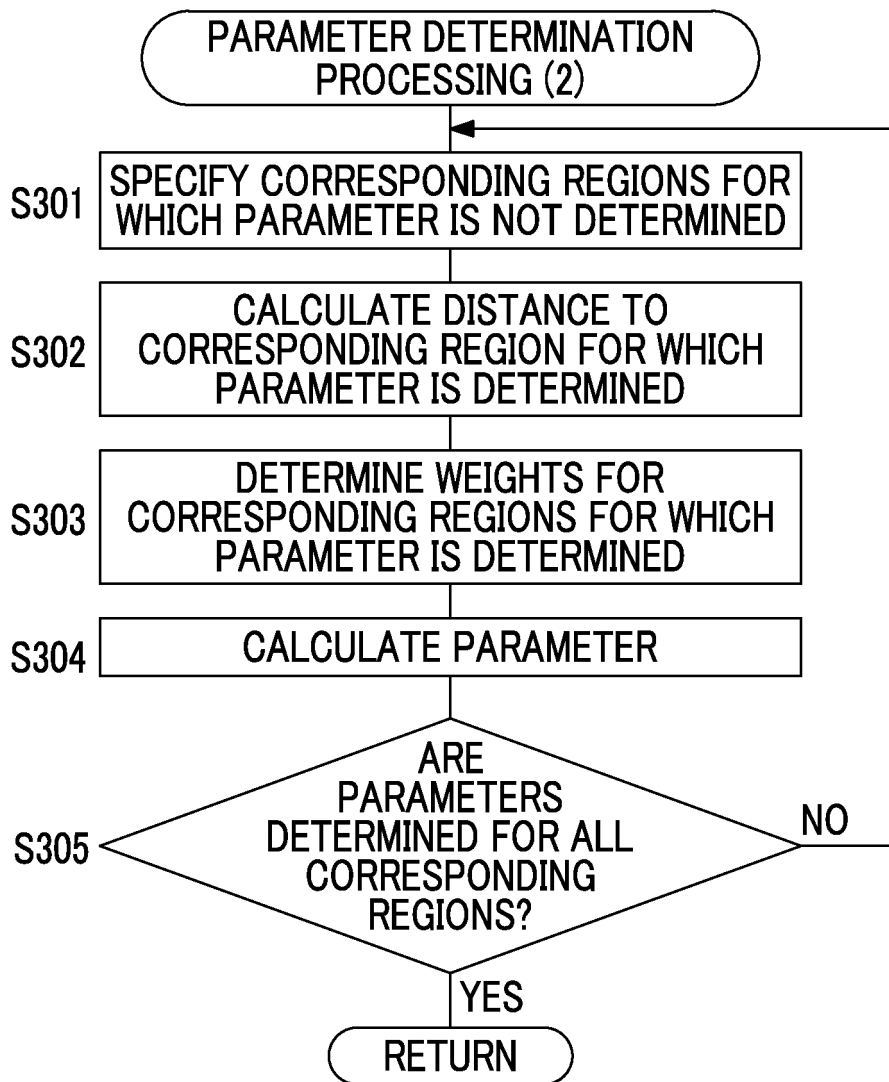 PARAMETER DETERMINATION
PROCESSING (2)
S301
SPECIFY CORRESPONDING REGIONS FOR
WHICH PARAMETER IS NOT DETERMINED
S302
CALCULATE DISTANCE TO
CORRESPONDING REGION FOR WHICH
PARAMETER IS DETERMINED
S303
DETERMINE WEIGHTS FOR
CORRESPONDING REGIONS FOR WHICH
PARAMETER IS DETERMINED
S304
CALCULATE PARAMETER
S305
ARE
PARAMETERS
DETERMINED FOR ALL
CORRESPONDING
REGIONS?
NO
YES
RETURN